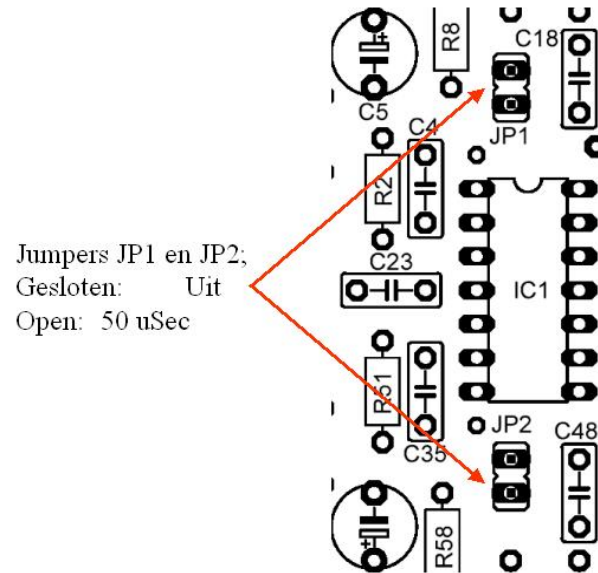 R8
C18
C5
C4
JP1
R2
Jumpers JP1 en JP2;
Gesloten: Uit
Open: 50 uSec
C23
IC1
R51
C35
JP2
C48
R58